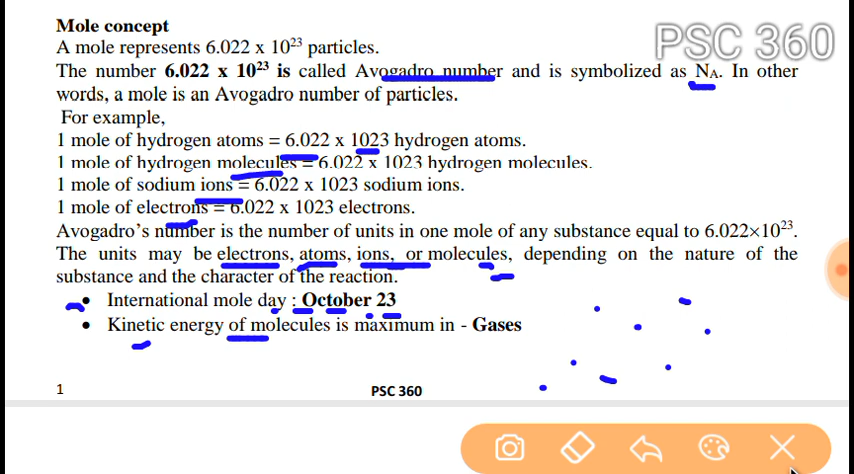 Mole concept
PSC 360
A mole represents 6.022 x 10²³ particles.
The number 6.022 x 10²³ is called Avogadro number and is symbolized as Nᴀ. In other
words, a mole is an Avogadro number of particles.
For example,
1 mole of hydrogen atoms = 6.022 x 1023 hydrogen atoms.
1 mole of hydrogen molecules = 6.022 x 1023 hydrogen molecules.
1 mole of sodium ions = 6.022 x 1023 sodium ions.
1 mole of electrons = 6.022 x 1023 electrons.
Avogadro’s number is the number of units in one mole of any substance equal to 6.022×10²³.
The units may be electrons, atoms, ions, or molecules, depending on the nature of the
substance and the character of the reaction.
• International mole day : October 23
• Kinetic energy of molecules is maximum in - Gases
1
PSC 360